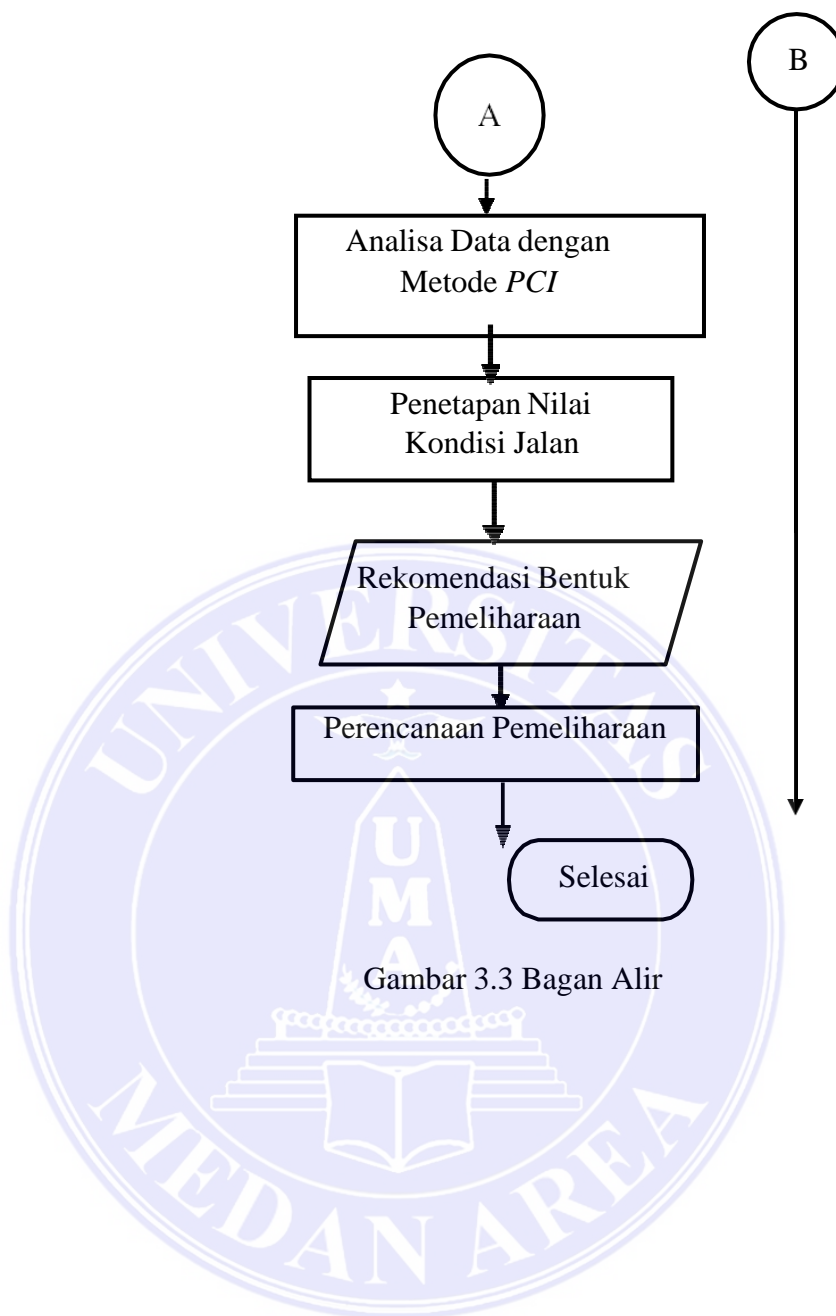 B
A
Analisa Data dengan
Metode PCI
Penetapan Nilai
Kondisi Jalan
Rekomendasi Bentuk
Pemeliharaan
Perencanaan Pemeliharaan
Selesai
Gambar 3.3 Bagan Alir
UNIVERSITAS
UMA
MEDAN AREA